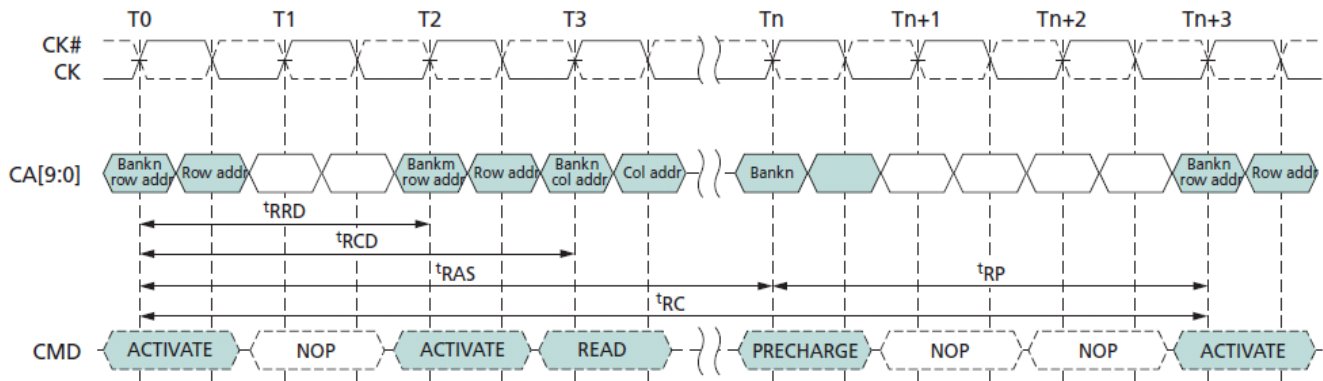 T0 T1 T2 T3 Tn Tn+1 Tn+2 Tn+3
CK#
CK
CA[9:0]
Bankn
row addr
Row addr
Bankm
row addr
Row addr
Bankn
col addr
Col addr
Bankn
Bankn
row addr
Row addr
tRRD
tRCD
tRAS
tRP
tRC
CMD ACTIVATE NOP ACTIVATE READ PRECHARGE NOP NOP ACTIVATE